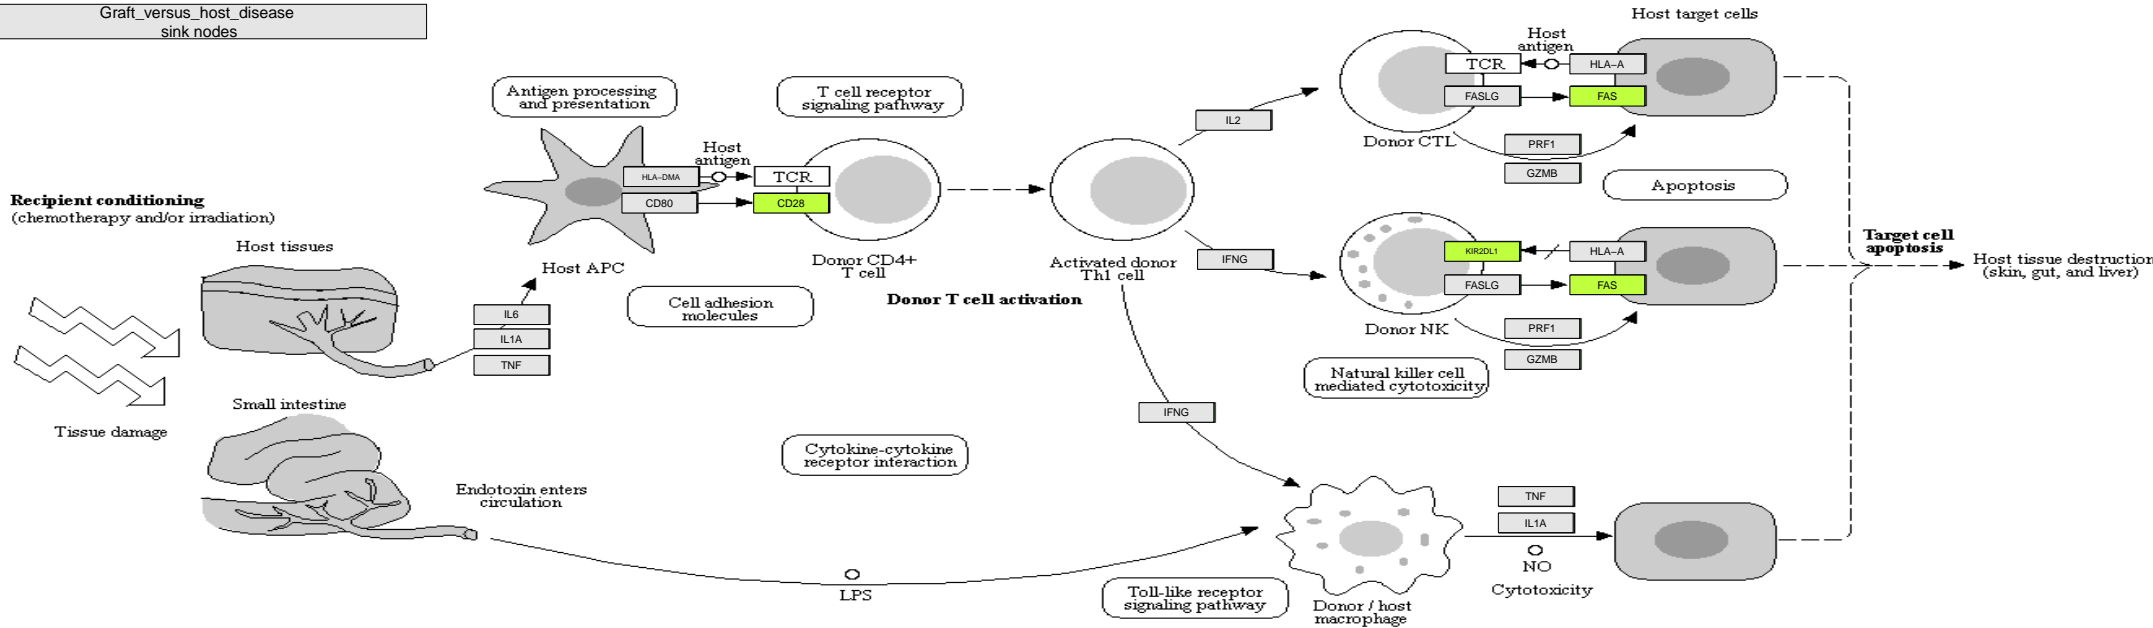 Graft_versus_host_disease
sink nodes
Host target cells
Host
antigen
TCR
HLA−A
FASLG
FAS
Donor CTL
PRF1
GZMB
Apoptosis
Antigen processing
and presentation
T cell receptor
signaling pathway
IL2
Host
antigen
HLA−DMA
TCR
CD80
CD28
Recipient conditioning
(chemotherapy and/or irradiation)
Host tissues
Host APC
Donor CD4+
T cell
Activated donor
Th1 cell
IFNG
KIR2DL1
HLA−A
FASLG
FAS
Donor NK
PRF1
GZMB
Target cell
apoptosis
Host tissue destruction
(skin, gut, and liver)
Cell adhesion
molecules
Donor T cell activation
IL6
IL1A
TNF
Natural killer cell
mediated cytotoxicity
Small intestine
Tissue damage
IFNG
Cytokine-cytokine
receptor interaction
Endotoxin enters
circulation
TNF
IL1A
NO
Cytotoxicity
LPS
Toll-like receptor
signaling pathway
Donor / host
macrophage